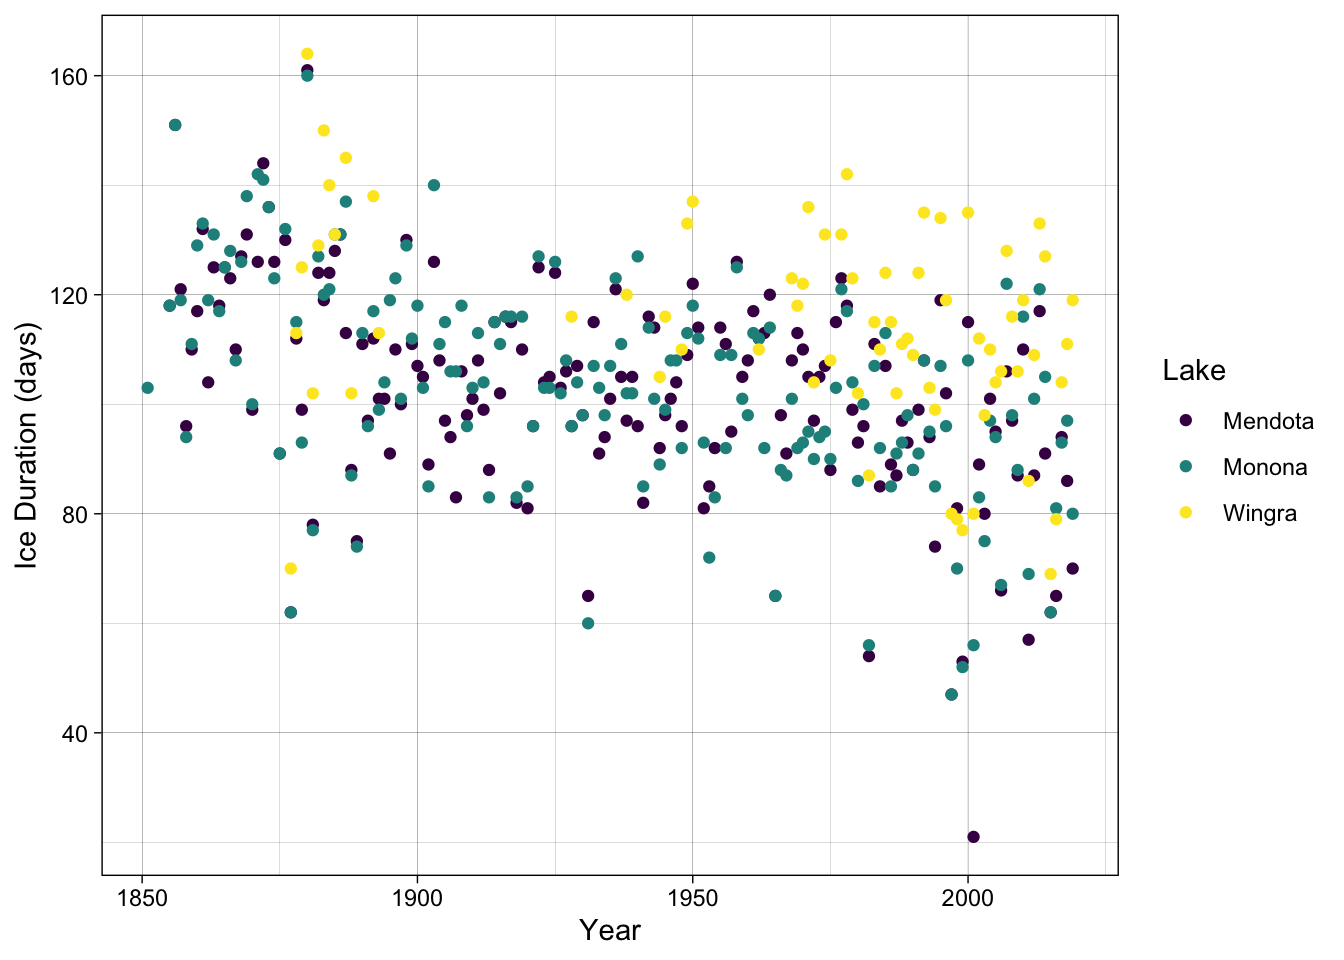 160
120
80
40
Ice Duration (days)
1850
1900
1950
2000
Year
Lake
Mendota
Monona
Wingra